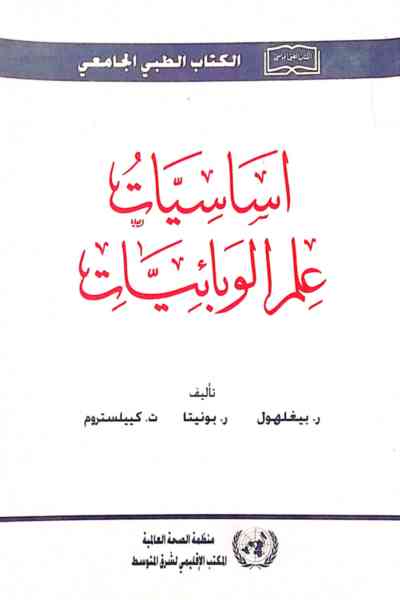 الكتاب الطبي الجامعي
أساسيات
علم الوبائيات
تأليف
ر. بيغلهول ر. بونيتا ت. كييلستروم
منظمة الصحة العالمية
المكتب الإقليمي لشرق المتوسط